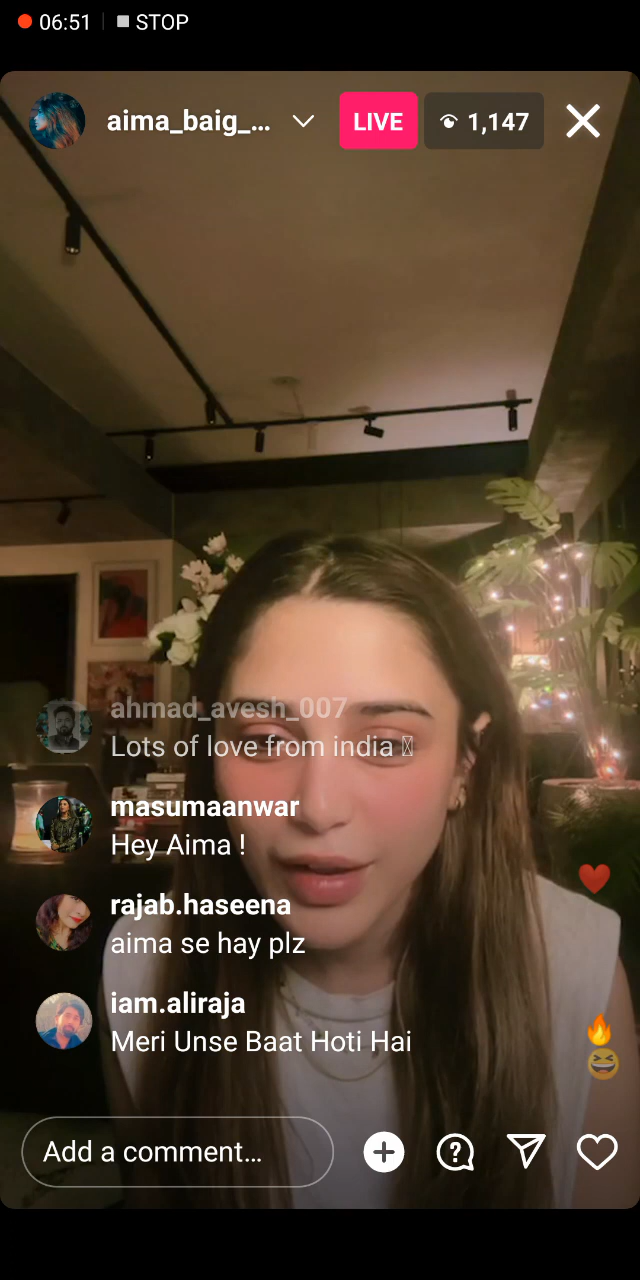 06:51 STOP
aima_baig_...
LIVE
1,147
ahmad_avesh_007
Lots of love from india
masumaanwar
Hey Aima !
rajab.haseena
aima se hay plz
iam.aliraja
Meri Unse Baat Hoti Hai
Add a comment...